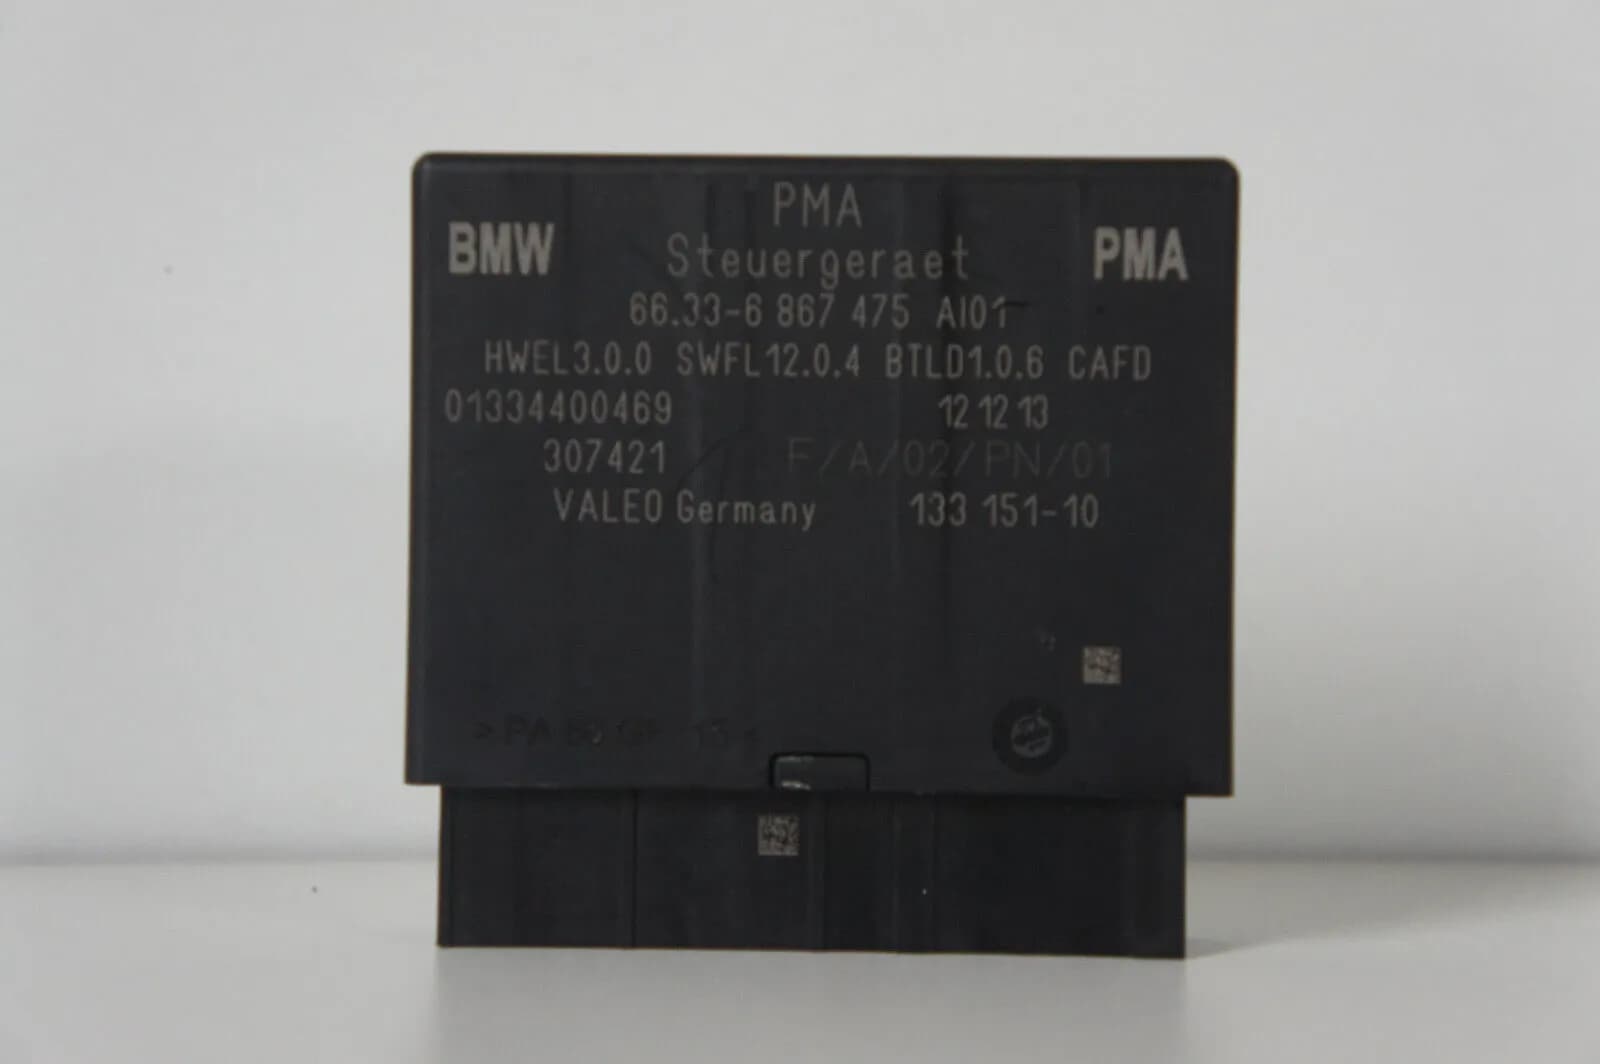 PMA
BMW Steuergeraet PMA
66.33-6 867 475 AI01
HWEL3.0.0 SWFL12.0.4 BTLD1.0.6 CAFD
01334400469 12 12 13
307421 F/A/02/PN/01
VALEO Germany 133 151-10
>PA